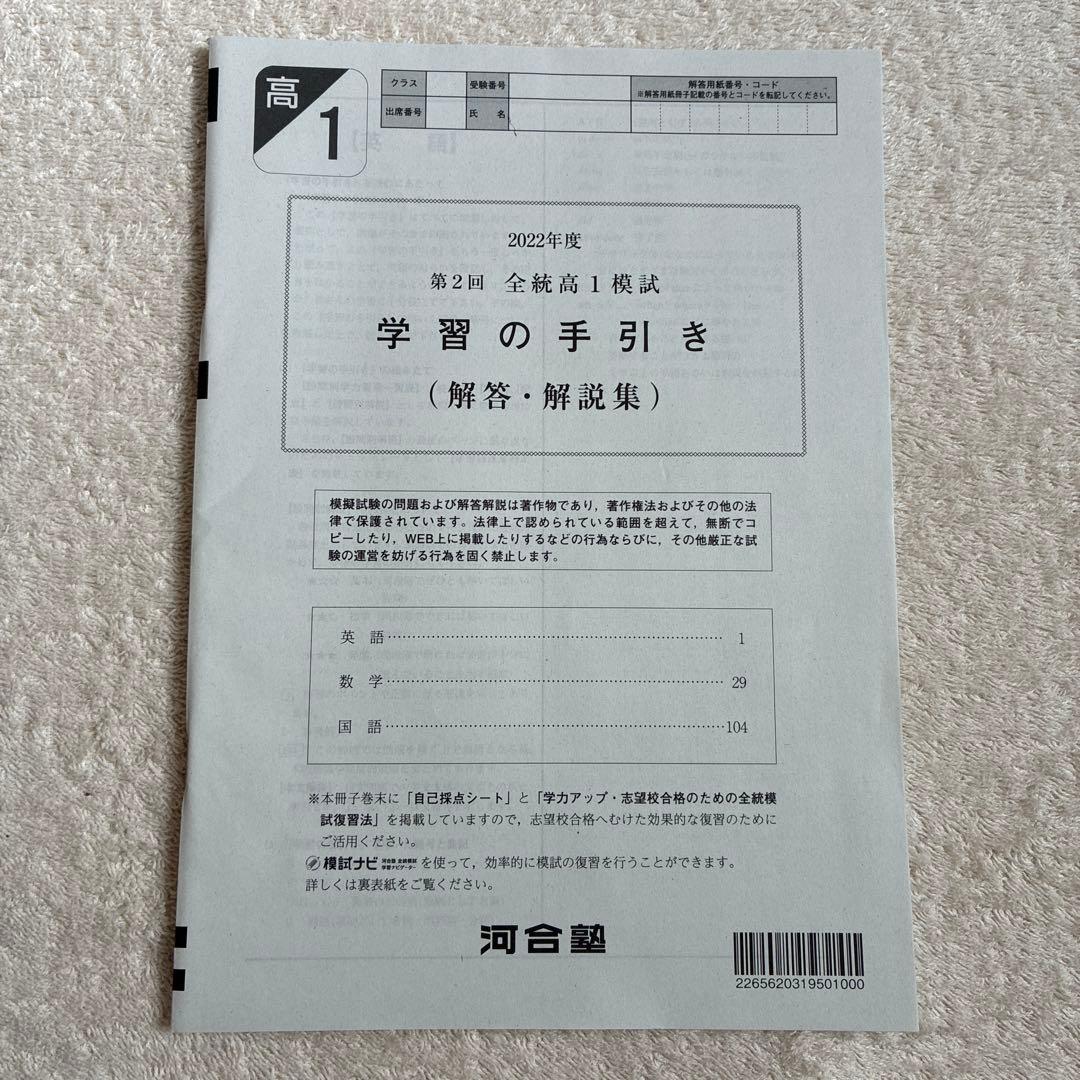 高
1
クラス 受験番号 解答用紙番号・コード
※解答用紙冊子記載の番号とコードを転記してください。
出席番号 氏 名
2022年度
第2回 全統高1模試
学習の手引き
(解答・解説集)
模擬試験の問題および解答解説は著作物であり，著作権法およびその他の法
律で保護されています。法律上で認められている範囲を超えて，無断でコ
ピーしたり，WEB上に掲載したりするなどの行為ならびに，その他厳正な試
験の運営を妨げる行為を固く禁止します。
英 語……………………………………………………… 1
数 学……………………………………………………… 29
国 語………………………………………………………104
※本冊子巻末に「自己採点シート」と「学力アップ・志望校合格のための全統模
試復習法」を掲載していますので，志望校合格へむけた効果的な復習のために
ご活用ください。
模試ナビ 河合塾 全統模試 学習ナビゲーター を使って，効率的に模試の復習を行うことができます。
詳しくは裏表紙をご覧ください。
河合塾
2265620319501000